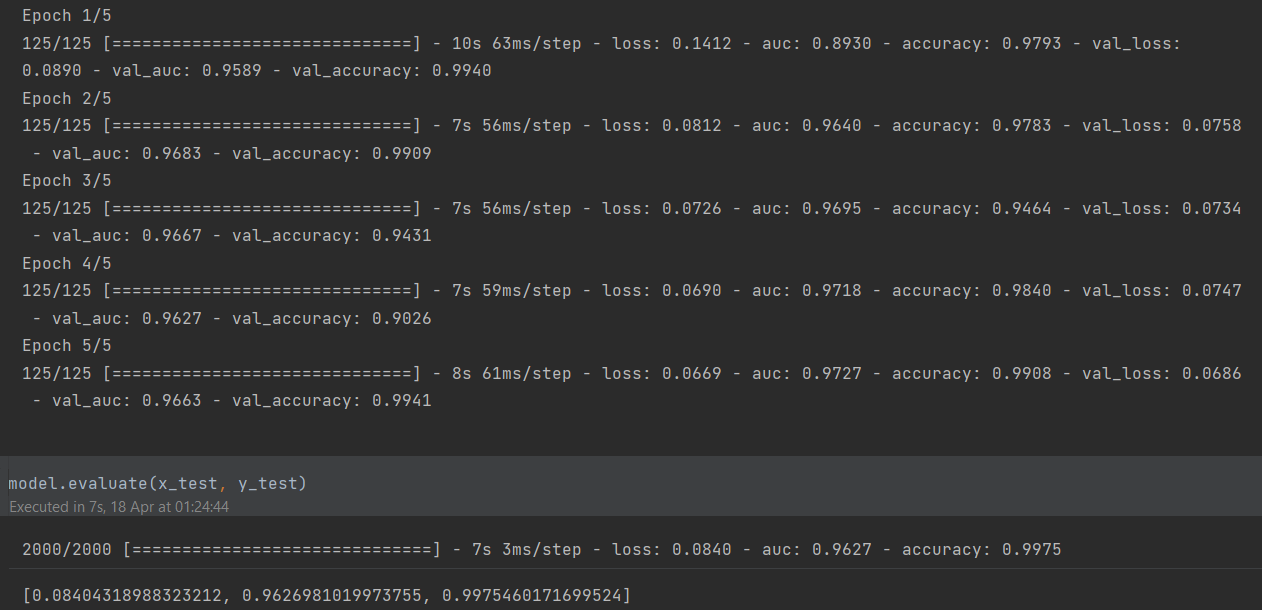 Epoch 1/5
125/125 [==============================] - 10s 63ms/step - loss: 0.1412 - auc: 0.8930 - accuracy: 0.9793 - val_loss:
0.0890 - val_auc: 0.9589 - val_accuracy: 0.9940
Epoch 2/5
125/125 [==============================] - 7s 56ms/step - loss: 0.0812 - auc: 0.9640 - accuracy: 0.9783 - val_loss: 0.0758
- val_auc: 0.9683 - val_accuracy: 0.9909
Epoch 3/5
125/125 [==============================] - 7s 56ms/step - loss: 0.0726 - auc: 0.9695 - accuracy: 0.9464 - val_loss: 0.0734
- val_auc: 0.9667 - val_accuracy: 0.9431
Epoch 4/5
125/125 [==============================] - 7s 59ms/step - loss: 0.0690 - auc: 0.9718 - accuracy: 0.9840 - val_loss: 0.0747
- val_auc: 0.9627 - val_accuracy: 0.9026
Epoch 5/5
125/125 [==============================] - 8s 61ms/step - loss: 0.0669 - auc: 0.9727 - accuracy: 0.9908 - val_loss: 0.0686
- val_auc: 0.9663 - val_accuracy: 0.9941
model.evaluate(x_test, y_test)
Executed in 7s, 18 Apr at 01:24:44
2000/2000 [==============================] - 7s 3ms/step - loss: 0.0840 - auc: 0.9627 - accuracy: 0.9975
[0.08404318988323212, 0.9626981019973755, 0.9975460171699524]